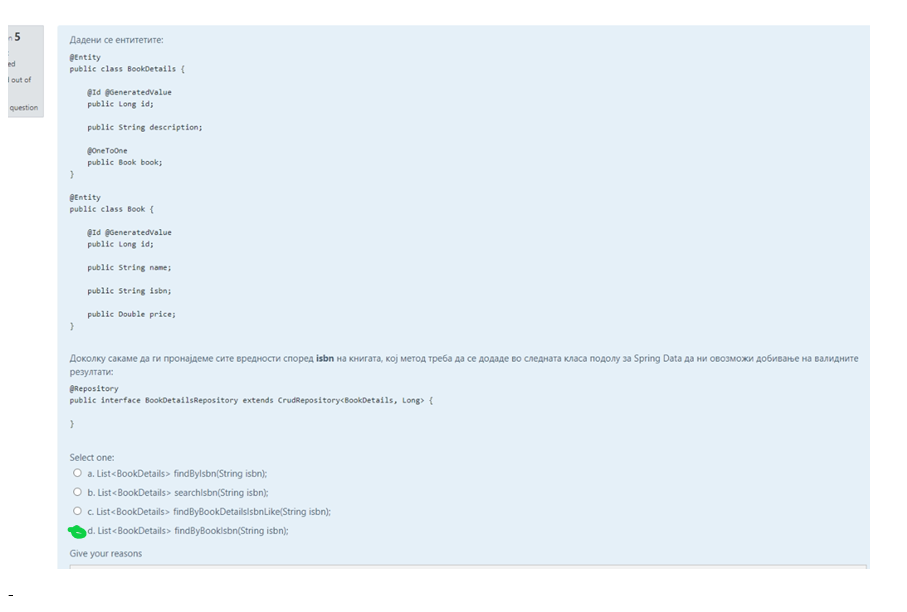 5
ed
out of
question
Дадени се ентитетите:
@Entity
public class BookDetails {
@Id @GeneratedValue
public Long id;
public String description;
@OneToOne
public Book book;
}
@Entity
public class Book {
@Id @GeneratedValue
public Long id;
public String name;
public String isbn;
public Double price;
}
Доколку сакаме да ги пронајдеме сите вредности според isbn на книгата, кој метод треба да се додаде во следната класа подолу за Spring Data да ни овозможи добивање на валидните
резултати:
@Repository
public interface BookDetailsRepository extends CrudRepository<BookDetails, Long> {
}
Select one:
a. List<BookDetails> findByIsbn(String isbn);
b. List<BookDetails> searchIsbn(String isbn);
c. List<BookDetails> findByBookDetailsIsbnLike(String isbn);
d. List<BookDetails> findByBookIsbn(String isbn);
Give your reasons